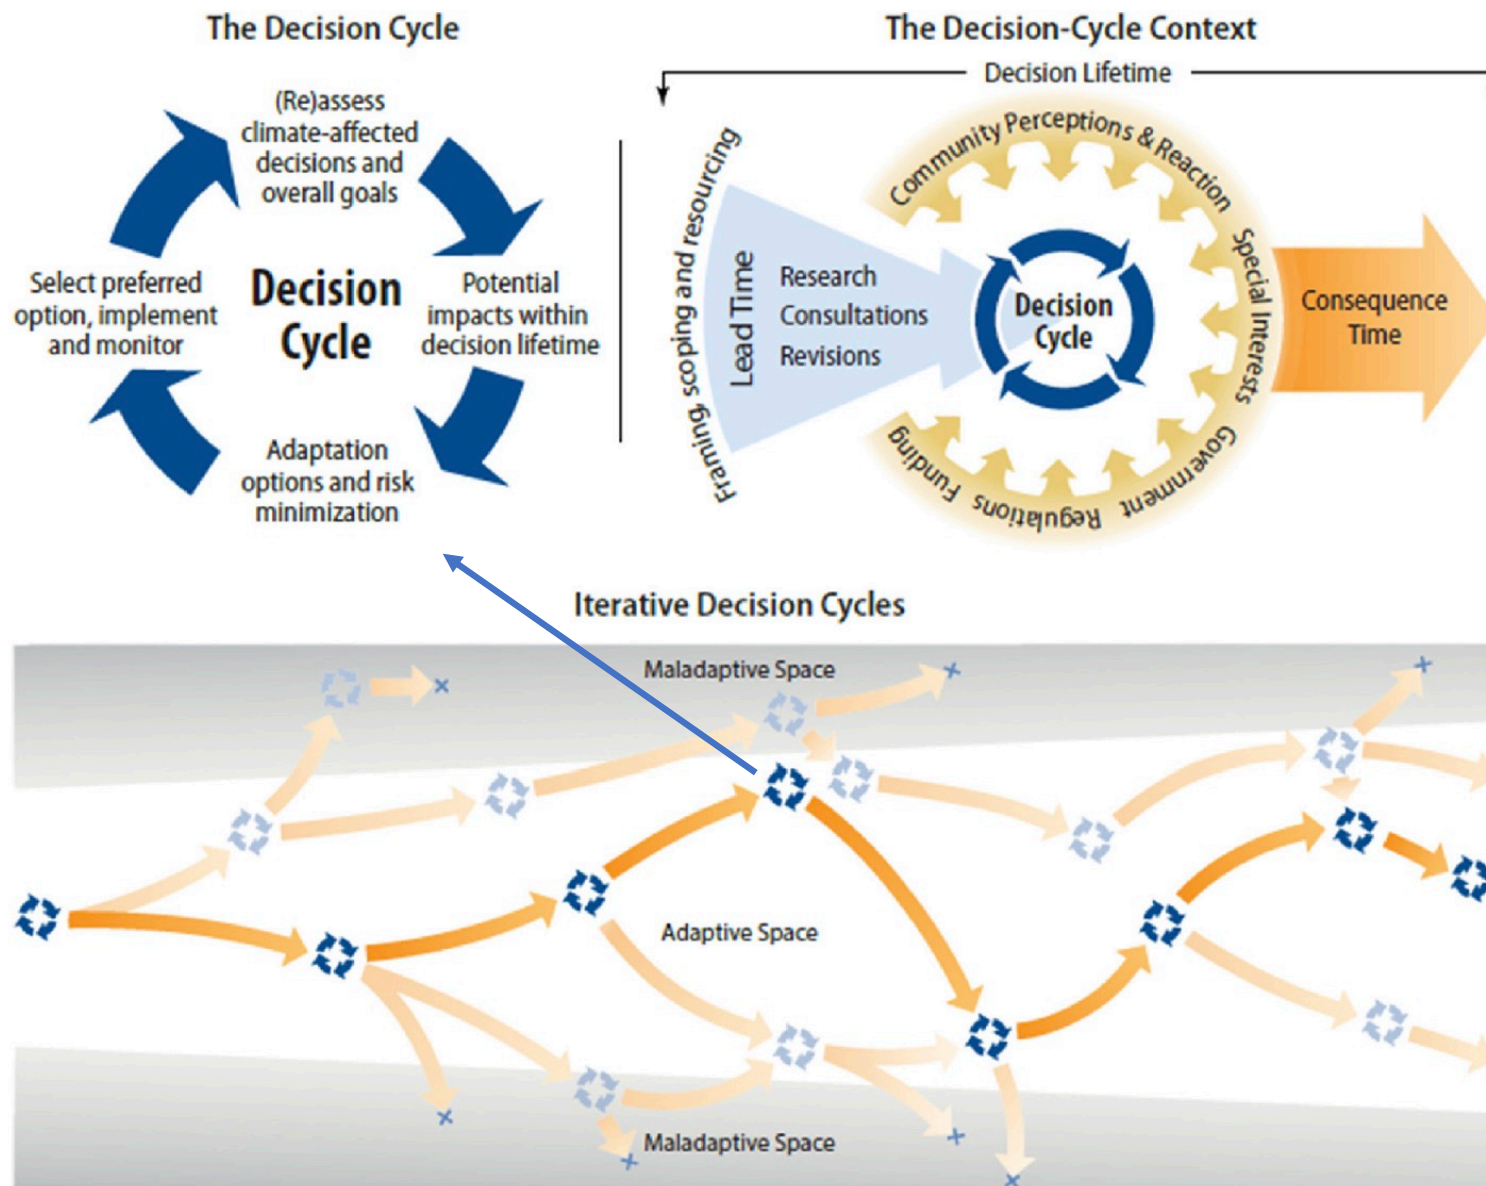 The Decision Cycle
(Re)assess
climate-affected
decisions and
overall goals
Potential
impacts within
decision lifetime
Adaptation
options and risk
minimization
Select preferred
option, implement
and monitor
Decision
Cycle
The Decision-Cycle Context
Decision Lifetime
Framing, scoping and resourcing
Lead Time
Research
Consultations
Revisions
Decision
Cycle
Community Perceptions & Reaction
Special Interests
Government Regulations Funding
Consequence
Time
Iterative Decision Cycles
Maladaptive Space
Adaptive Space
Maladaptive Space